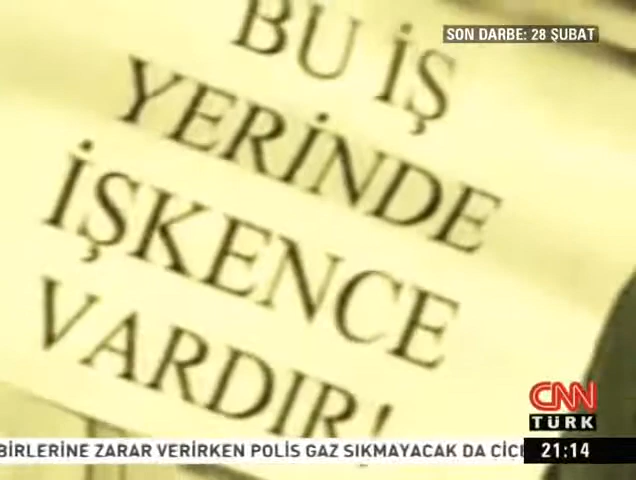 SON DARBE: 28 ŞUBAT
BU İŞ
YERİNDE
İŞKENCE
VARDIR!
CNN
TÜRK
BİRLERİNE ZARAR VERİRKEN POLİS GAZ SIKMAYACAK DA
21:14